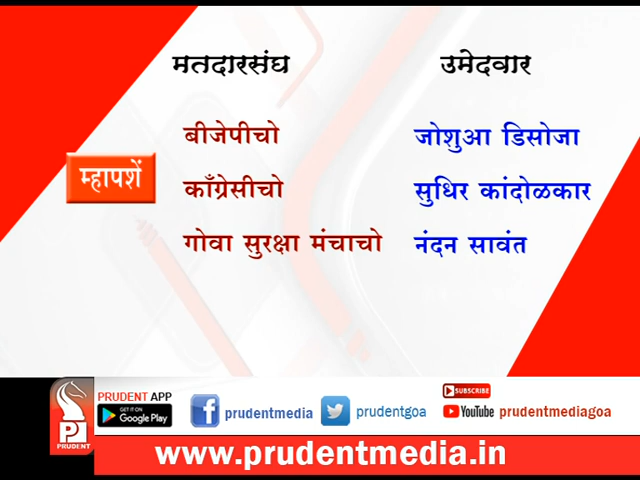 मतदारसंघ उमेदवार
बीजेपीचो जोशुआ डिसोजा
म्हापशें
काँग्रेसीचो सुधिर कांदोळकार
गोवा सुरक्षा मंचाचो नंदन सावंत
PRUDENT APP
GET IT ON
Google Play
prudentmedia
prudentgoa
SUBSCRIBE
YouTube prudentmediagoa
PRUDENT
www.prudentmedia.in